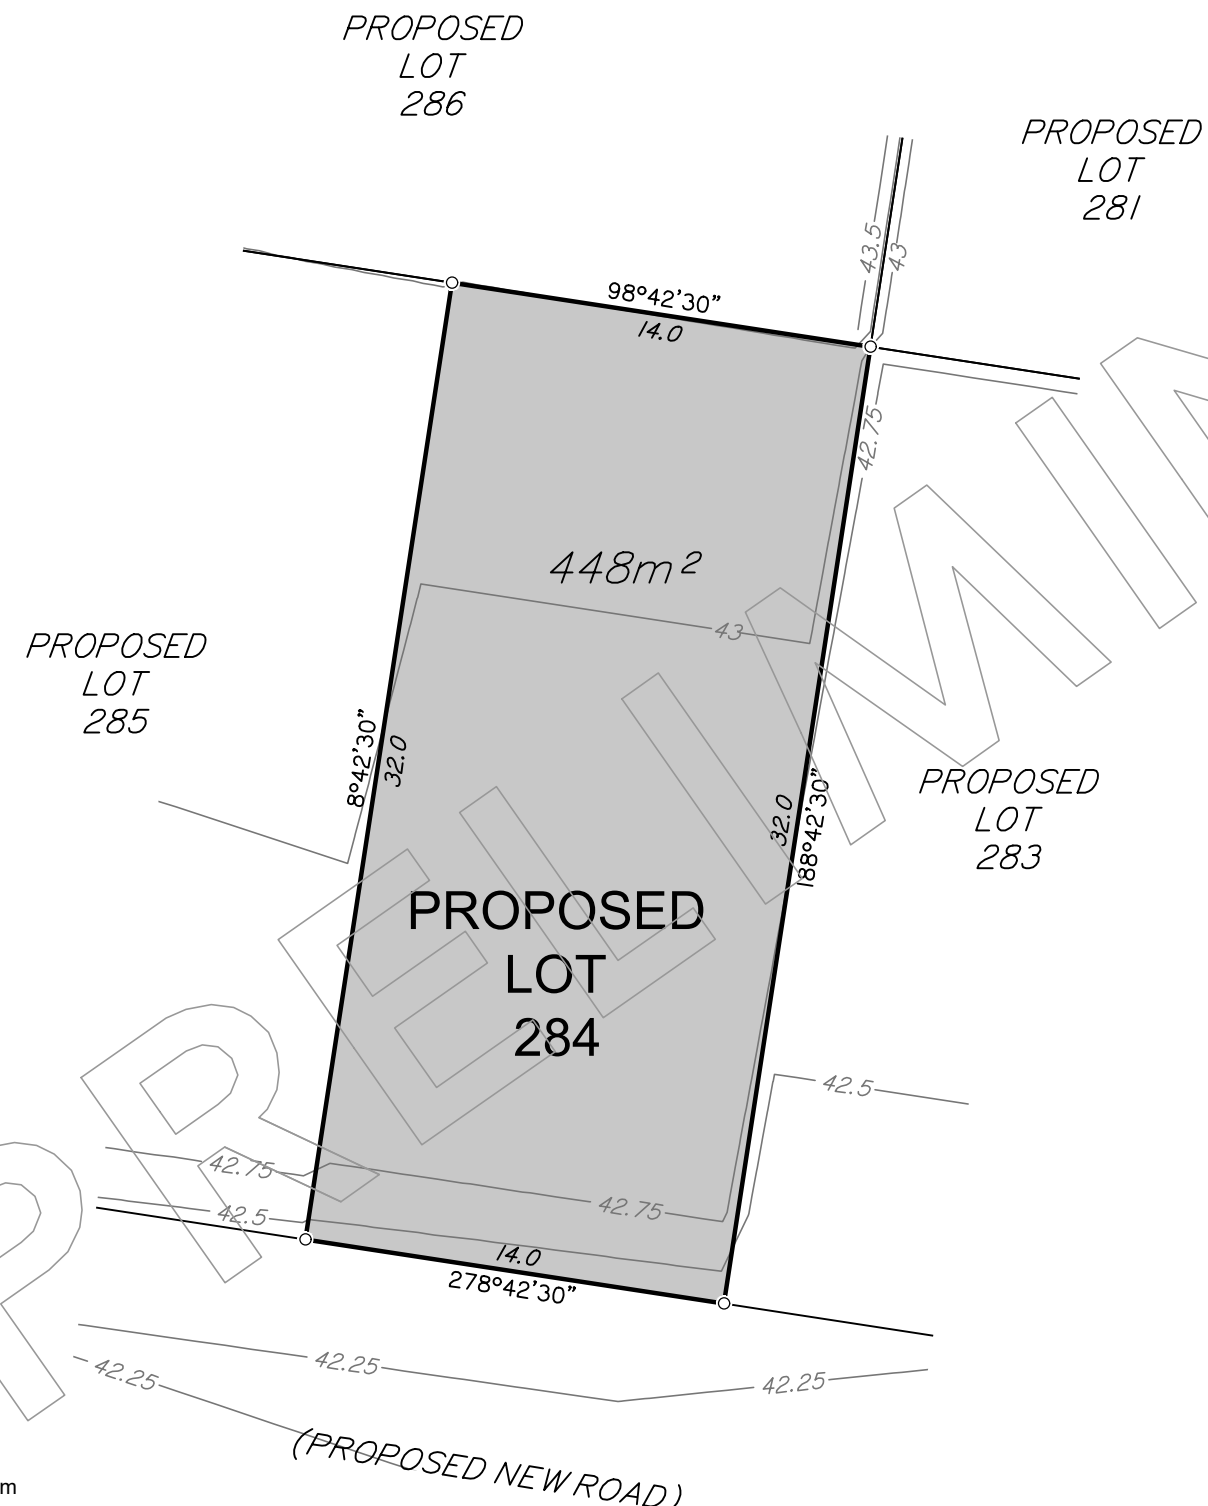 PROPOSED
LOT
286
PROPOSED
LOT
281
43.5
43
98°42'30"
14.0
42.75
448m²
43
PROPOSED
LOT
285
8°42'30"
32.0
32.0
188°42'30"
PROPOSED
LOT
283
PROPOSED
LOT
284
42.5
42.75
42.75
42.5
14.0
278°42'30"
42.25
42.25
42.25
(PROPOSED NEW ROAD)
m